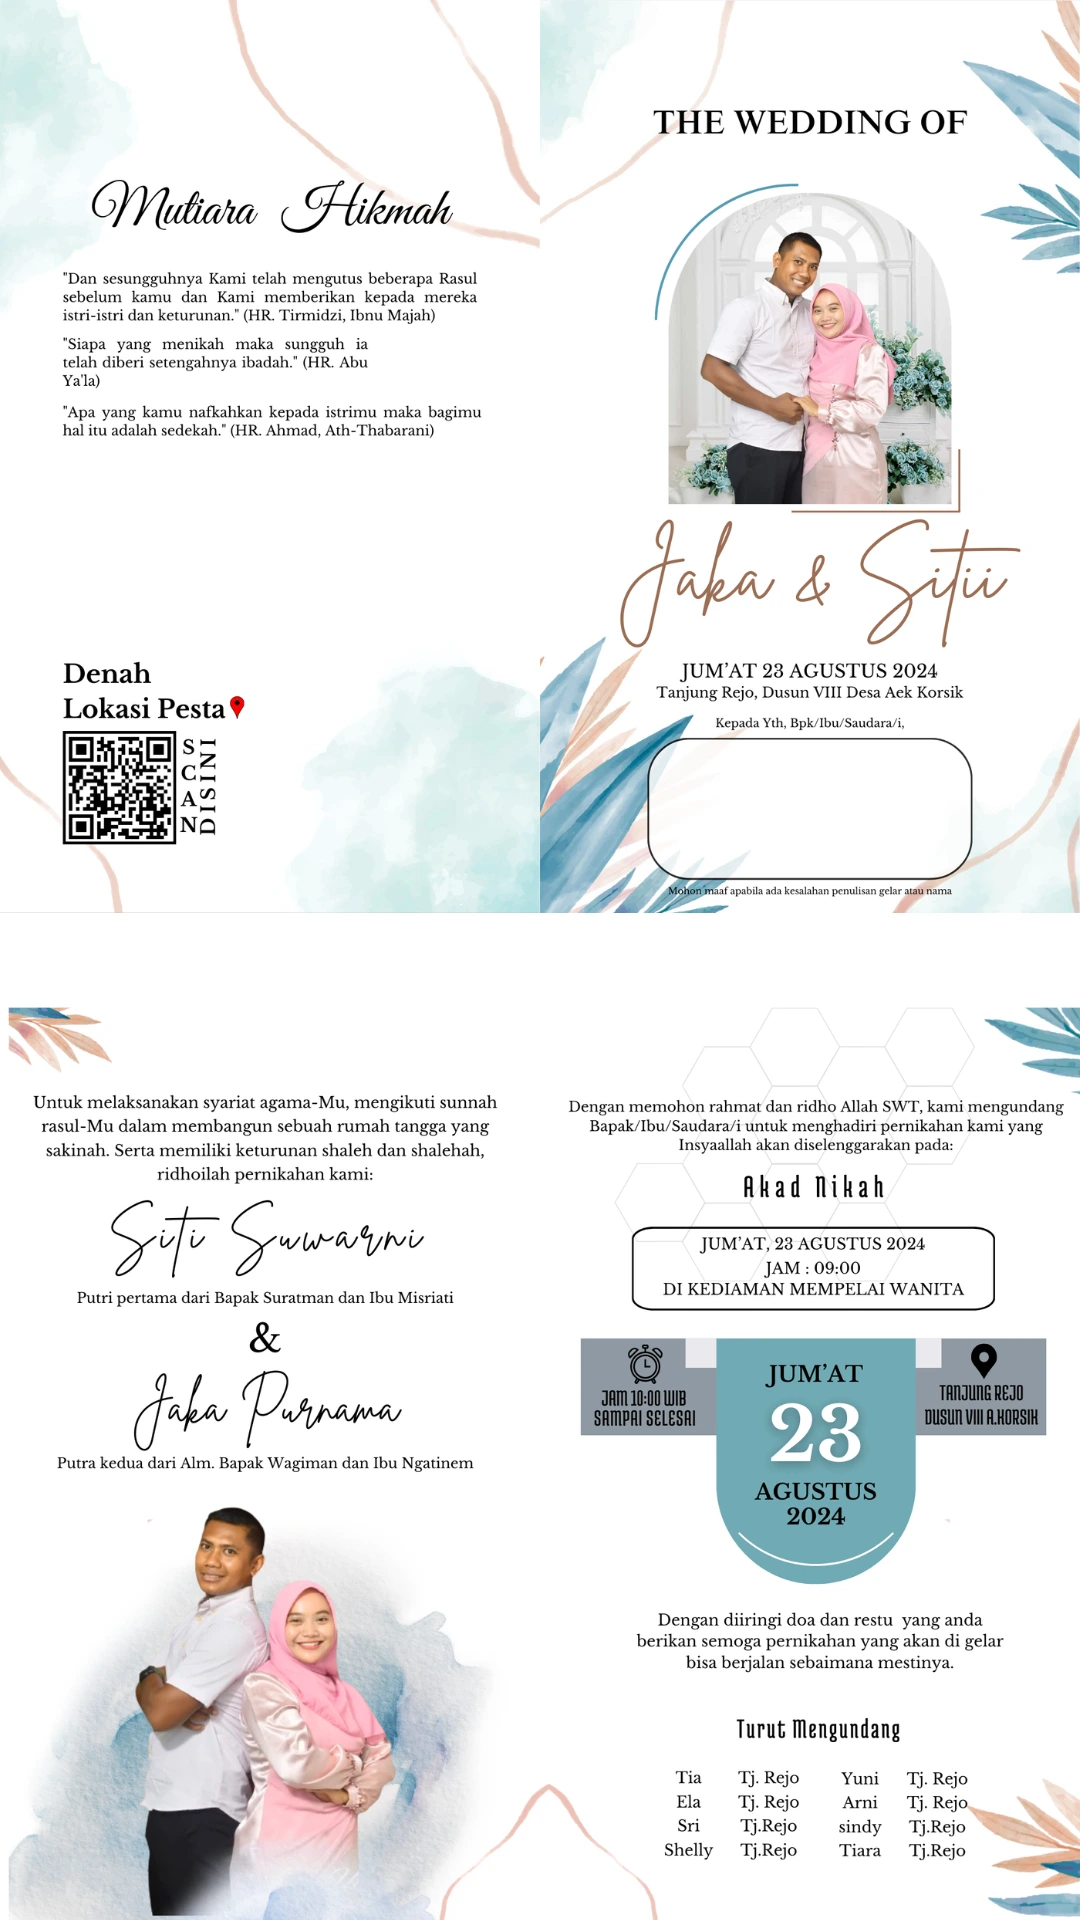 Mutiara Hikmah
"Dan sesungguhnya Kami telah mengutus beberapa Rasul
sebelum kamu dan Kami memberikan kepada mereka
istri-istri dan keturunan." (HR. Tirmidzi, Ibnu Majah)
"Siapa yang menikah maka sungguh ia
telah diberi setengahnya ibadah." (HR. Abu
Ya'la)
"Apa yang kamu nafkahkan kepada istrimu maka bagimu
hal itu adalah sedekah." (HR. Ahmad, Ath-Thabarani)
Denah
Lokasi Pesta
SCAN
DISINI
THE WEDDING OF
Jaka & Sitii
JUM'AT 23 AGUSTUS 2024
Tanjung Rejo, Dusun VIII Desa Aek Korsik
Kepada Yth, Bpk/Ibu/Saudara/i,
Mohon maaf apabila ada kesalahan penulisan gelar atau nama
Untuk melaksanakan syariat agama-Mu, mengikuti sunnah
rasul-Mu dalam membangun sebuah rumah tangga yang
sakinah. Serta memiliki keturunan shaleh dan shalehah,
ridhoilah pernikahan kami:
Siti Suwarni
Putri pertama dari Bapak Suratman dan Ibu Misriati
&
Jaka Purnama
Putra kedua dari Alm. Bapak Wagiman dan Ibu Ngatinem
Dengan memohon rahmat dan ridho Allah SWT, kami mengundang
Bapak/Ibu/Saudara/i untuk menghadiri pernikahan kami yang
Insyaallah akan diselenggarakan pada:
Akad Nikah
JUM'AT, 23 AGUSTUS 2024
JAM : 09:00
DI KEDIAMAN MEMPELAI WANITA
JAM 10:00 WIB
SAMPAI SELESAI
JUM'AT
23
AGUSTUS
2024
TANJUNG REJO
DUSUN VIII A.KORSIK
Dengan diiringi doa dan restu yang anda
berikan semoga pernikahan yang akan di gelar
bisa berjalan sebaimana mestinya.
Turut Mengundang
Tia Tj. Rejo Yuni Tj. Rejo
Ela Tj. Rejo Arni Tj. Rejo
Sri Tj.Rejo sindy Tj.Rejo
Shelly Tj.Rejo Tiara Tj.Rejo